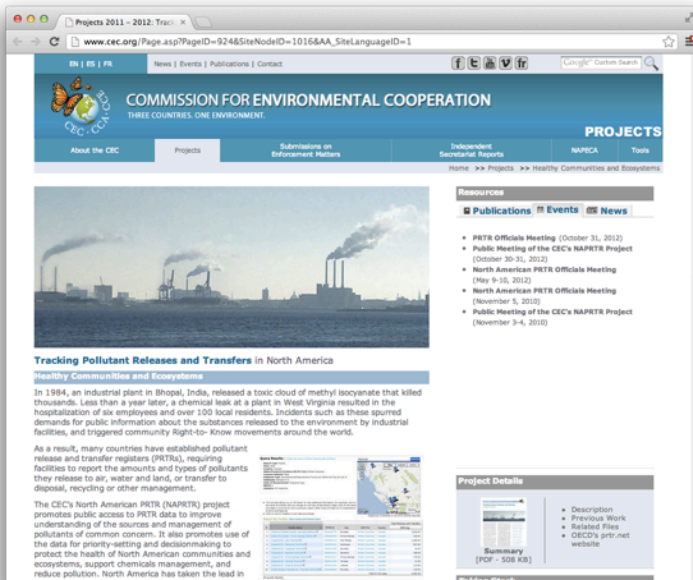 Projects 2011 – 2012: Track
www.cec.org/Page.asp?PageID=924&SiteNodeID=1016&AA_SiteLanguageID=1
EN | ES | FR
News | Events | Publications | Contact
Google™ Custom Search
CEC · CCA · CCE
COMMISSION FOR ENVIRONMENTAL COOPERATION
THREE COUNTRIES. ONE ENVIRONMENT.
PROJECTS
About the CEC
Projects
Submissions on
Enforcement Matters
Independent
Secretariat Reports
NAPECA
Tools
Home >> Projects >> Healthy Communities and Ecosystems
Tracking Pollutant Releases and Transfers in North America
Healthy Communities and Ecosystems
In 1984, an industrial plant in Bhopal, India, released a toxic cloud of methyl isocyanate that killed
thousands. Less than a year later, a chemical leak at a plant in West Virginia resulted in the
hospitalization of six employees and over 100 local residents. Incidents such as these spurred
demands for public information about the substances released to the environment by industrial
facilities, and triggered community Right-to- Know movements around the world.
As a result, many countries have established pollutant
release and transfer registers (PRTRs), requiring
facilities to report the amounts and types of pollutants
they release to air, water and land, or transfer to
disposal, recycling or other management.
The CEC's North American PRTR (NAPRTR) project
promotes public access to PRTR data to improve
understanding of the sources and management of
pollutants of common concern. It also promotes use of
the data for priority-setting and decisionmaking to
protect the health of North American communities and
ecosystems, support chemicals management, and
reduce pollution. North America has taken the lead in
Query Results
Resources
Publications Events News
• PRTR Officials Meeting (October 31, 2012)
• Public Meeting of the CEC's NAPRTR Project
(October 30-31, 2012)
• North American PRTR Officials Meeting
(May 9-10, 2012)
• North American PRTR Officials Meeting
(November 5, 2010)
• Public Meeting of the CEC's NAPRTR Project
(November 3-4, 2010)
Project Details
Summary
[PDF - 508 KB]
• Description
• Previous Work
• Related Files
• OECD's prtr.net
website